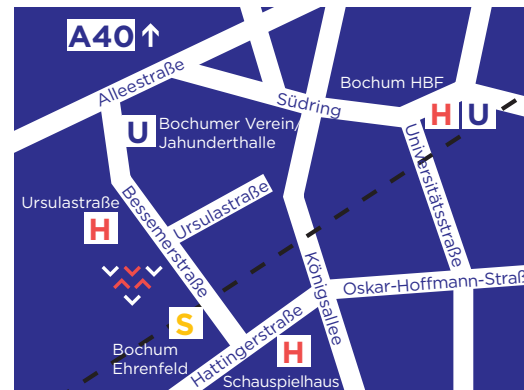 A40 ↑
Alleestraße
Südring
Bochum HBF
H U
U
Bochumer Verein/
Jahunderthalle
Universitätsstraße
Ursulastraße
H
Bessemerstraße
Ursulastraße
Königsallee
Oskar-Hoffmann-Straß
S
Bochum
Ehrenfeld
Hattingerstraße
H
Schauspielhaus